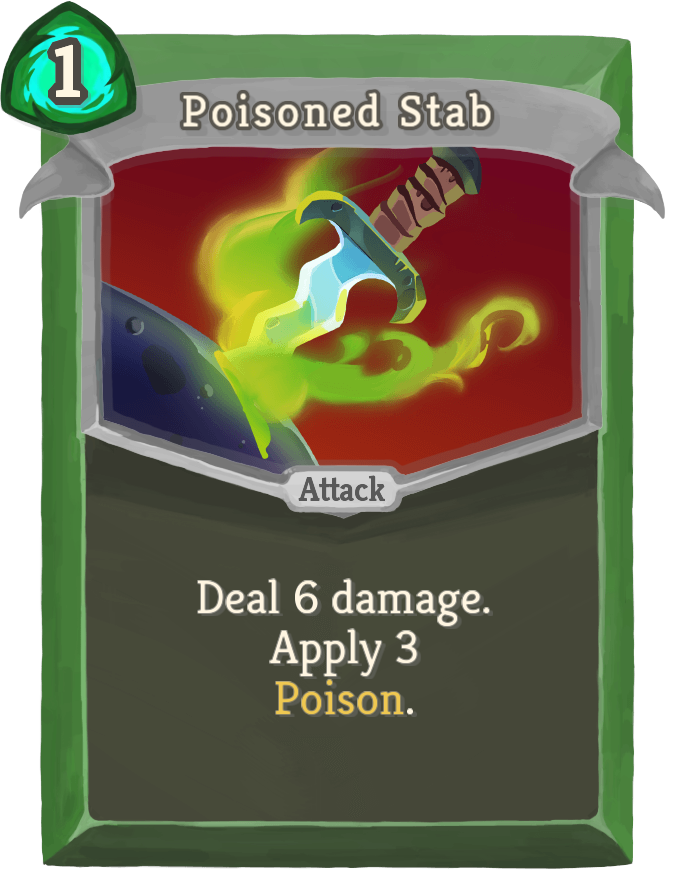 1
Poisoned Stab
Attack
Deal 6 damage.
Apply 3
Poison.